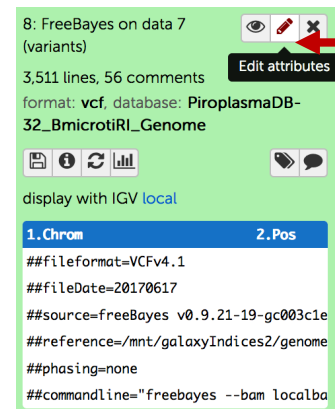 8: FreeBayes on data 7
(variants)
Edit attributes
3,511 lines, 56 comments
format: vcf, database: PiroplasmaDB-
32_BmicrotiRI_Genome
display with IGV local
1.Chrom 2.Pos
##fileformat=VCFv4.1
##fileDate=20170617
##source=freeBayes v0.9.21-19-gc003c1e
##reference=/mnt/galaxyIndices2/genome
##phasing=none
##commandline="freebayes --bam localba